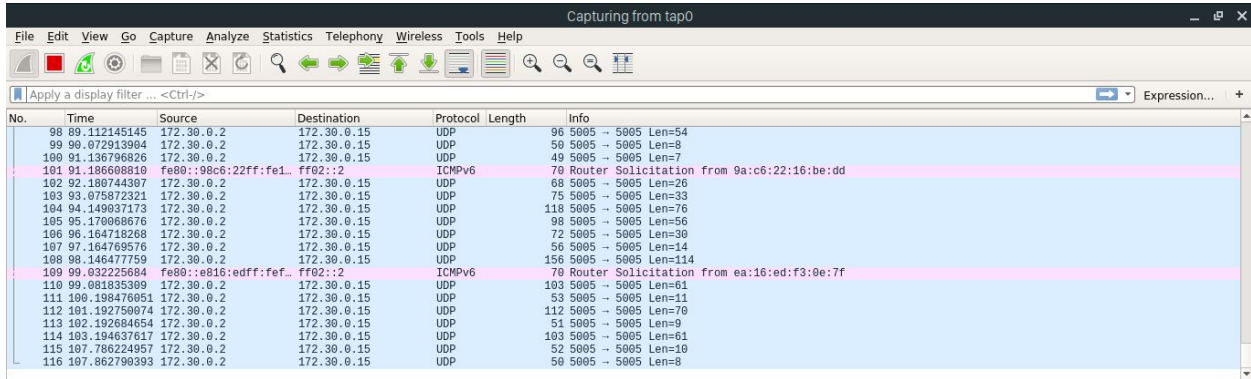 Capturing from tap0
File Edit View Go Capture Analyze Statistics Telephony Wireless Tools Help
Apply a display filter ... <Ctrl-/> Expression... +
No. Time Source Destination Protocol Length Info
98 89.112145145 172.30.0.2 172.30.0.15 UDP 96 5005 → 5005 Len=54
99 90.072913904 172.30.0.2 172.30.0.15 UDP 50 5005 → 5005 Len=8
100 91.136796826 172.30.0.2 172.30.0.15 UDP 49 5005 → 5005 Len=7
101 91.186608810 fe80::98c6:22ff:fe1… ff02::2 ICMPv6 70 Router Solicitation from 9a:c6:22:16:be:dd
102 92.180744307 172.30.0.2 172.30.0.15 UDP 68 5005 → 5005 Len=26
103 93.075872321 172.30.0.2 172.30.0.15 UDP 75 5005 → 5005 Len=33
104 94.149037173 172.30.0.2 172.30.0.15 UDP 118 5005 → 5005 Len=76
105 95.170068676 172.30.0.2 172.30.0.15 UDP 98 5005 → 5005 Len=56
106 96.164718268 172.30.0.2 172.30.0.15 UDP 72 5005 → 5005 Len=30
107 97.164769576 172.30.0.2 172.30.0.15 UDP 56 5005 → 5005 Len=14
108 98.146477759 172.30.0.2 172.30.0.15 UDP 156 5005 → 5005 Len=114
109 99.032225684 fe80::e816:edff:fef… ff02::2 ICMPv6 70 Router Solicitation from ea:16:ed:f3:0e:7f
110 99.081835309 172.30.0.2 172.30.0.15 UDP 103 5005 → 5005 Len=61
111 100.198476051 172.30.0.2 172.30.0.15 UDP 53 5005 → 5005 Len=11
112 101.192750074 172.30.0.2 172.30.0.15 UDP 112 5005 → 5005 Len=70
113 102.192684654 172.30.0.2 172.30.0.15 UDP 51 5005 → 5005 Len=9
114 103.194637617 172.30.0.2 172.30.0.15 UDP 103 5005 → 5005 Len=61
115 107.786224957 172.30.0.2 172.30.0.15 UDP 52 5005 → 5005 Len=10
116 107.862790393 172.30.0.2 172.30.0.15 UDP 50 5005 → 5005 Len=8